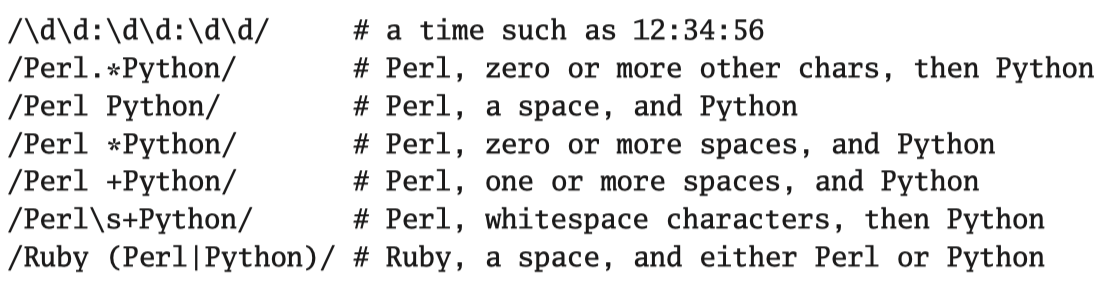 /\d\d:\d\d:\d\d/     # a time such as 12:34:56
/Perl.*Python/       # Perl, zero or more other chars, then Python
/Perl Python/        # Perl, a space, and Python
/Perl *Python/       # Perl, zero or more spaces, and Python
/Perl +Python/       # Perl, one or more spaces, and Python
/Perl\s+Python/      # Perl, whitespace characters, then Python
/Ruby (Perl|Python)/ # Ruby, a space, and either Perl or Python